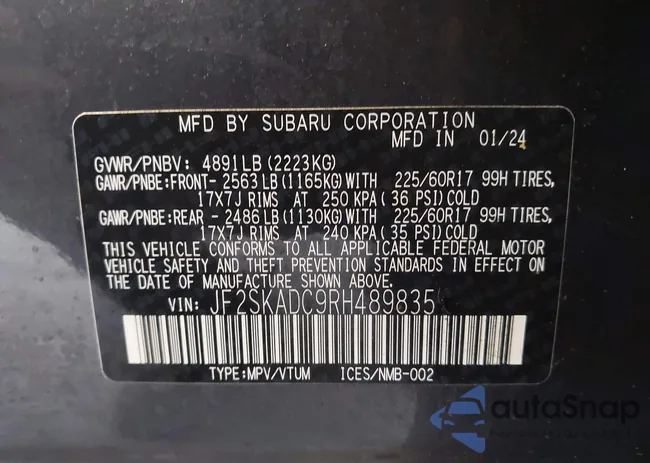 MFD BY SUBARU CORPORATION
MFD IN 01/24
GVWR/PNBV: 4891LB(2223KG)
GAWR/PNBE:FRONT- 2563LB(1165KG)WITH 225/60R17 99H TIRES,
17X7J RIMS AT 250 KPA(36 PSI)COLD
GAWR/PNBE:REAR - 2486LB(1130KG)WITH 225/60R17 99H TIRES,
17X7J RIMS AT 240 KPA(35 PSI)COLD
THIS VEHICLE CONFORMS TO ALL APPLICABLE FEDERAL MOTOR
VEHICLE SAFETY AND THEFT PREVENTION STANDARDS IN EFFECT ON
THE DATE OF MANUFACTURE SHOWN ABOVE.
VIN: JF2SKADC9RH489835
TYPE:MPV/VTUM ICES/NMB-002
autoSnap